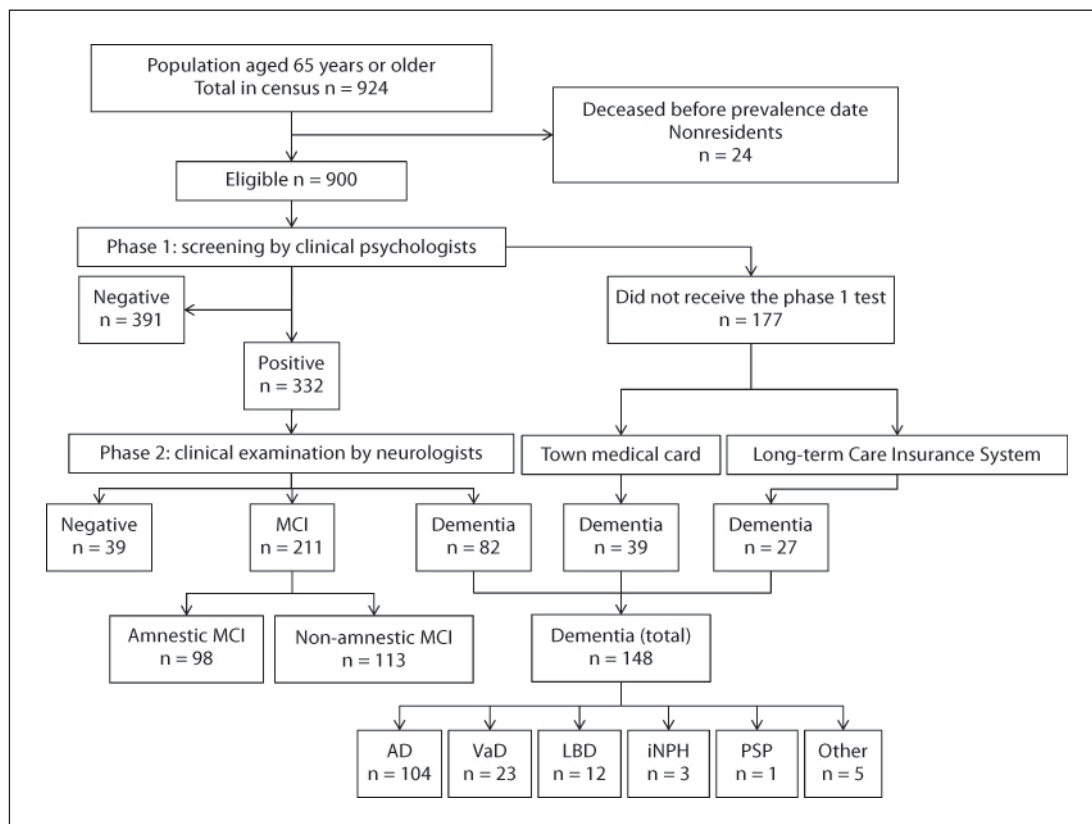 Population aged 65 years or older
Total in census n = 924
Deceased before prevalence date
Nonresidents
n = 24
Eligible n = 900
Phase 1: screening by clinical psychologists
Negative
n = 391
Did not receive the phase 1 test
n = 177
Positive
n = 332
Phase 2: clinical examination by neurologists
Town medical card
Long-term Care Insurance System
Negative
n = 39
MCI
n = 211
Dementia
n = 82
Dementia
n = 39
Dementia
n = 27
Amnestic MCI
n = 98
Non-amnestic MCI
n = 113
Dementia (total)
n = 148
AD
n = 104
VaD
n = 23
LBD
n = 12
iNPH
n = 3
PSP
n = 1
Other
n = 5